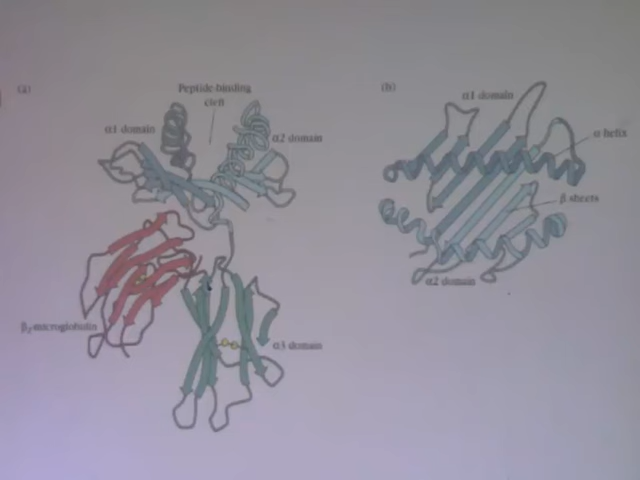 (a)
Peptide-binding
cleft
α1 domain
α2 domain
β2-microglobulin
α3 domain
(b)
α1 domain
α helix
β sheets
α2 domain